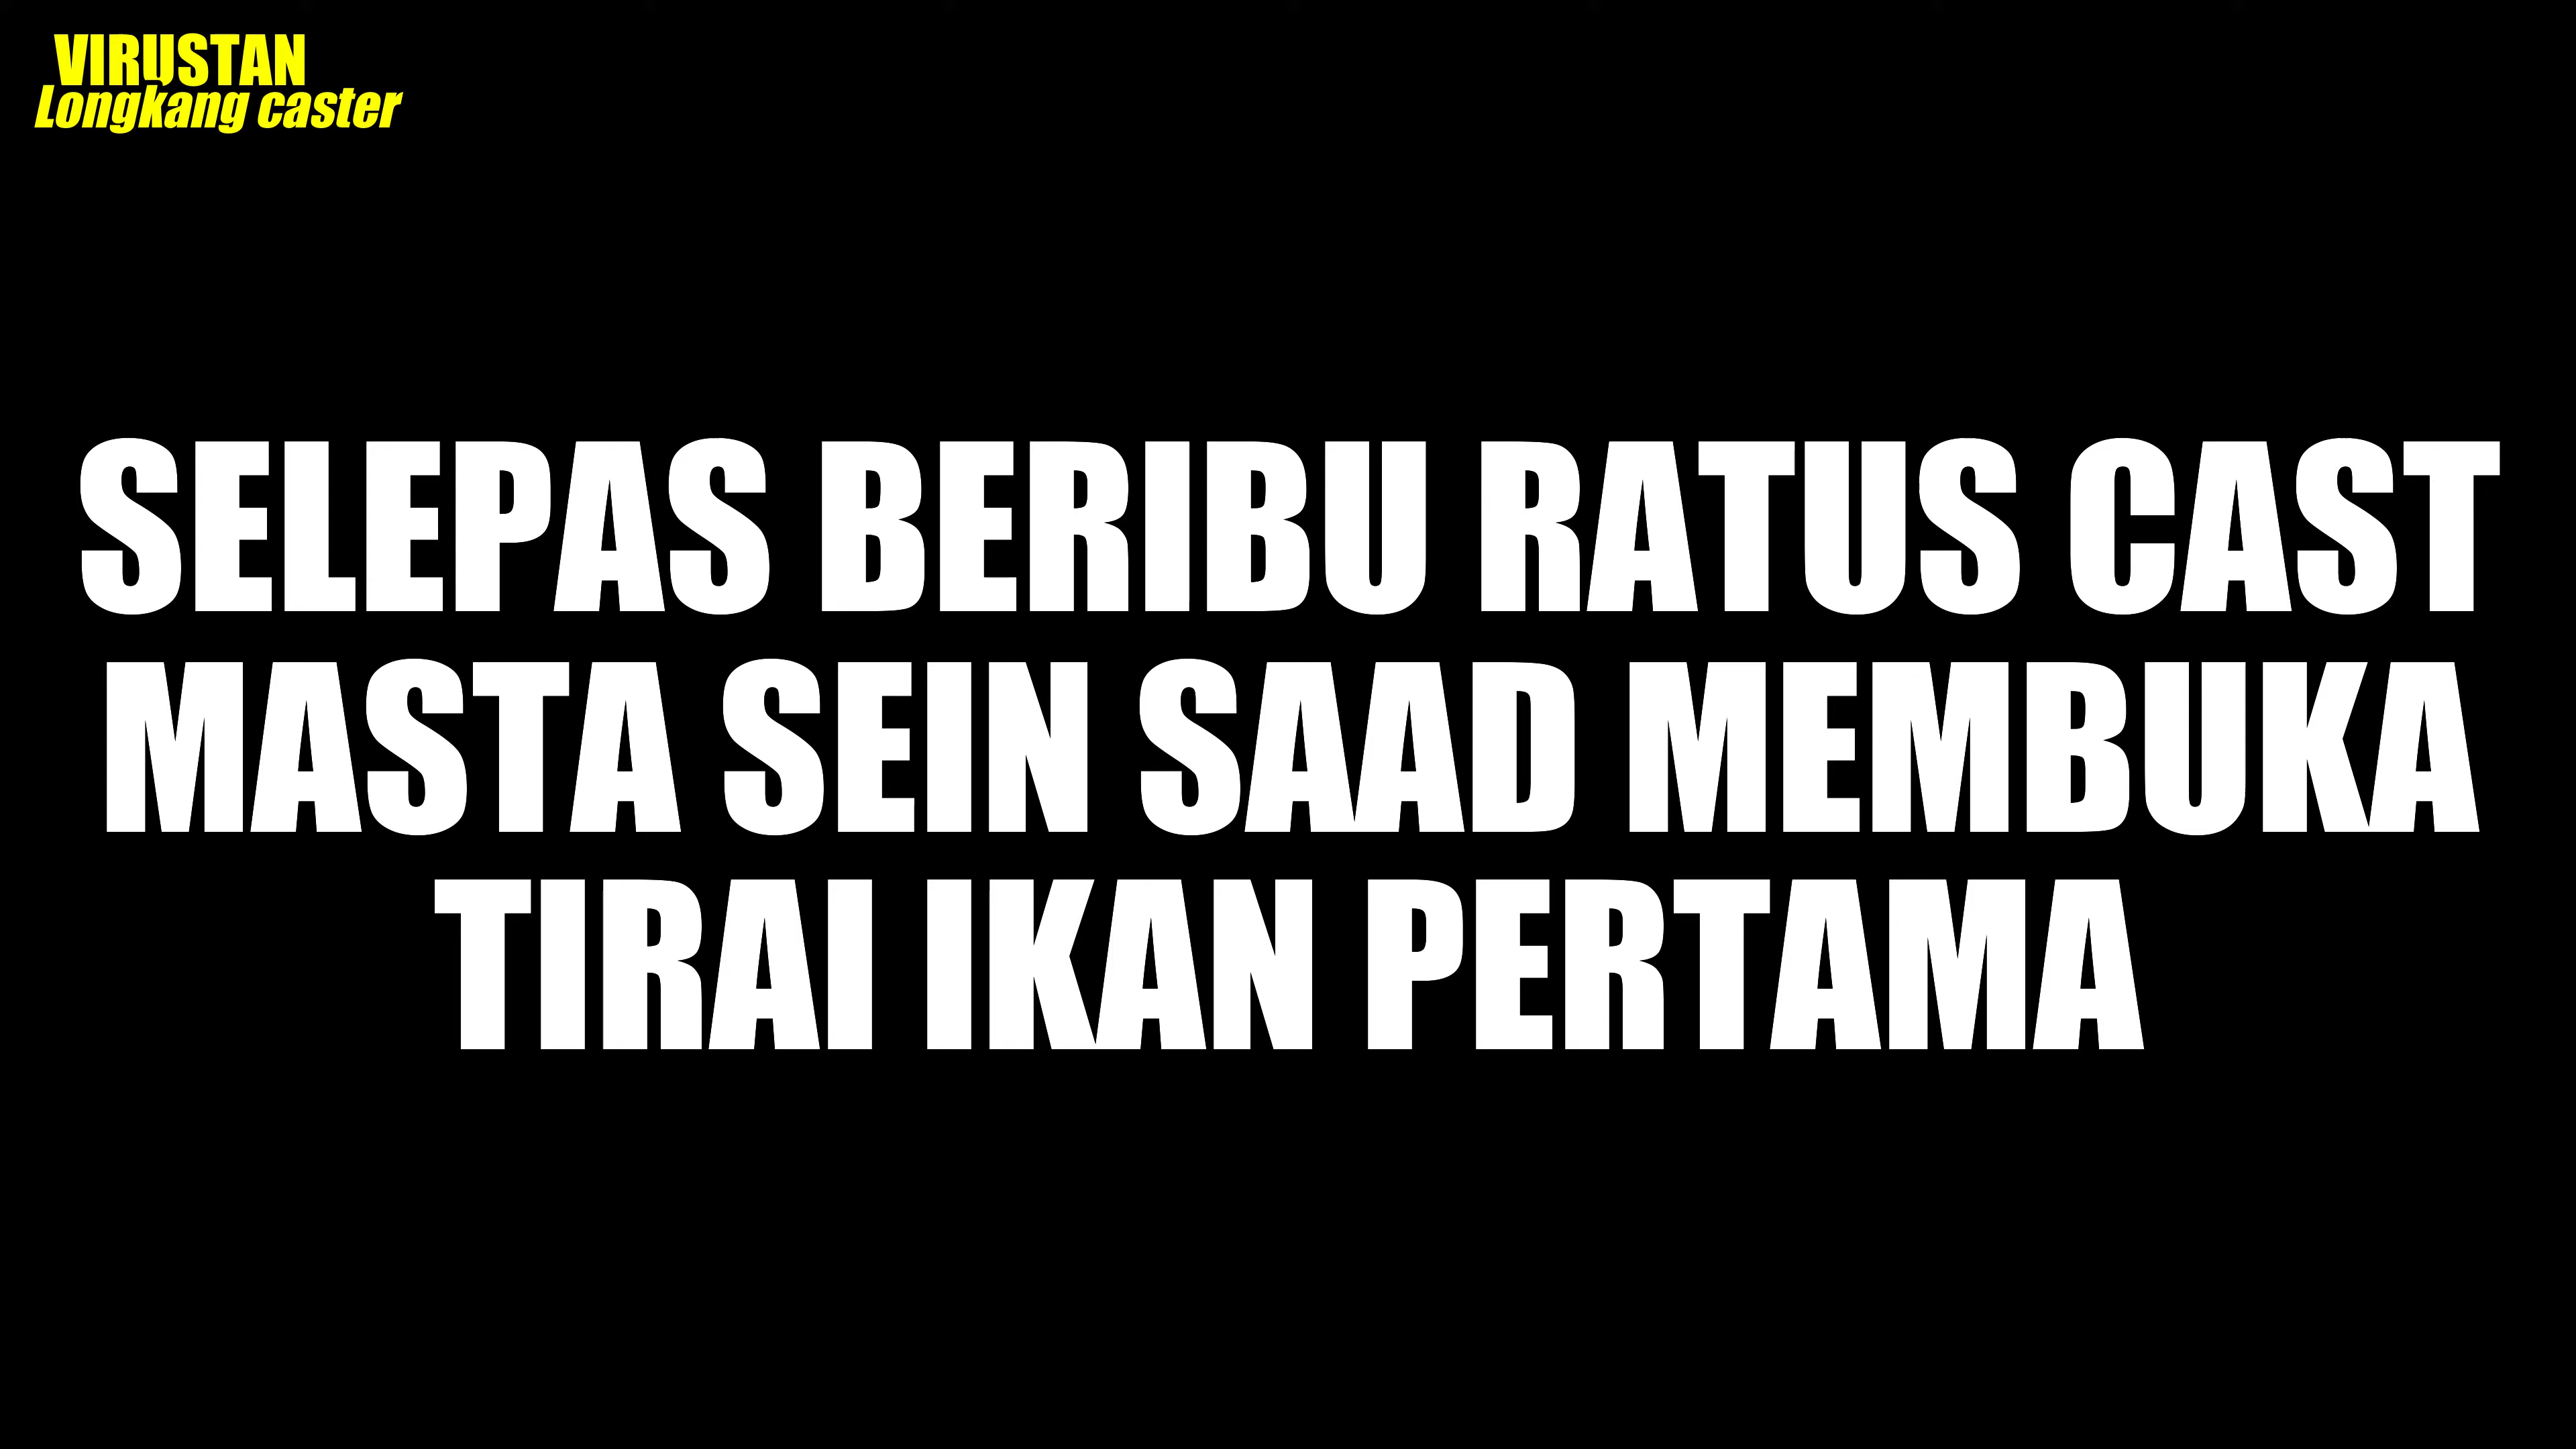 VIRUSTAN
Longkang caster
SELEPAS BERIBU RATUS CAST
MASTA SEIN SAAD MEMBUKA
TIRAI IKAN PERTAMA